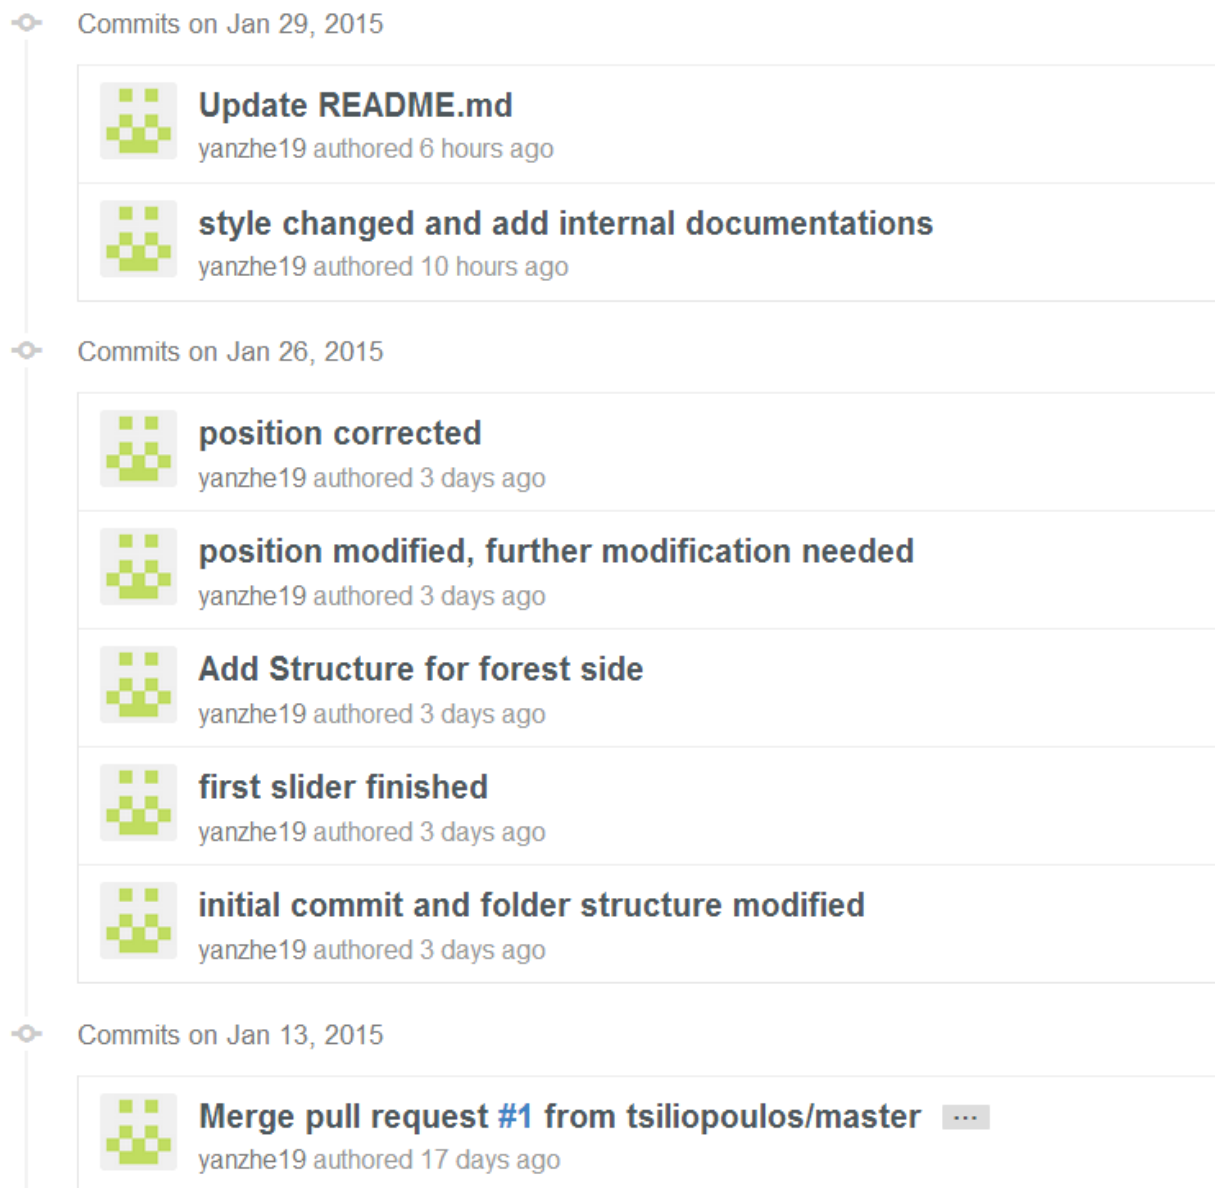 Commits on Jan 29, 2015
Update README.md
yanzhe19 authored 6 hours ago
style changed and add internal documentations
yanzhe19 authored 10 hours ago
Commits on Jan 26, 2015
position corrected
yanzhe19 authored 3 days ago
position modified, further modification needed
yanzhe19 authored 3 days ago
Add Structure for forest side
yanzhe19 authored 3 days ago
first slider finished
yanzhe19 authored 3 days ago
initial commit and folder structure modified
yanzhe19 authored 3 days ago
Commits on Jan 13, 2015
Merge pull request #1 from tsiliopoulos/master ...
yanzhe19 authored 17 days ago